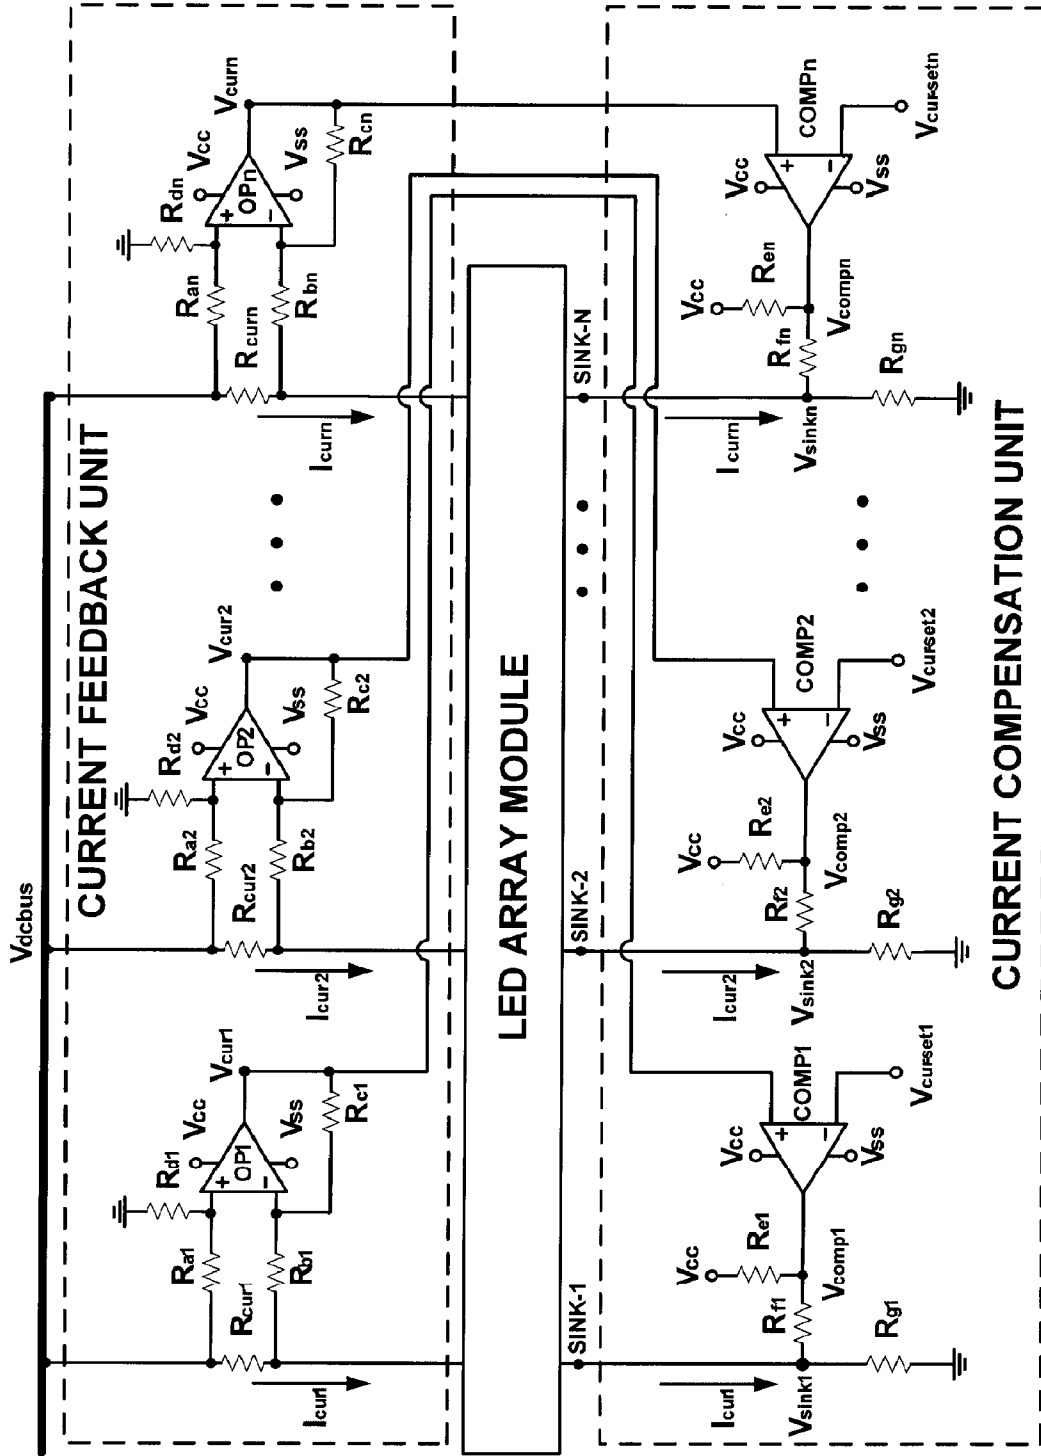 Vdcbus
CURRENT FEEDBACK UNIT
Rd1
Vcc
Vcur1
Ra1
+
OP1
-
Vss
Rcur1
Rb1
Rc1
Icur1
Rd2
Vcc
Vcur2
Ra2
+
OP2
-
Vss
Rcur2
Rb2
Rc2
Icur2
Rdn
Vcc
Vcurn
Ran
+
OPn
-
Vss
Rcurn
Rbn
Rcn
Icurn
LED ARRAY MODULE
SINK-1
SINK-2
SINK-N
Icur1
Vcc
Re1
Vcc
COMP1
+
-
Rf1
Vss
Vsink1
Vcomp1
Vcurset1
Rg1
Icur2
Vcc
Re2
Vcc
COMP2
+
-
Rf2
Vss
Vsink2
Vcomp2
Vcurset2
Rg2
Icurn
Vcc
Ren
Vcc
COMPn
+
-
Rfn
Vss
Vsinkn
Vcompn
Vcursetn
Rgn
CURRENT COMPENSATION UNIT